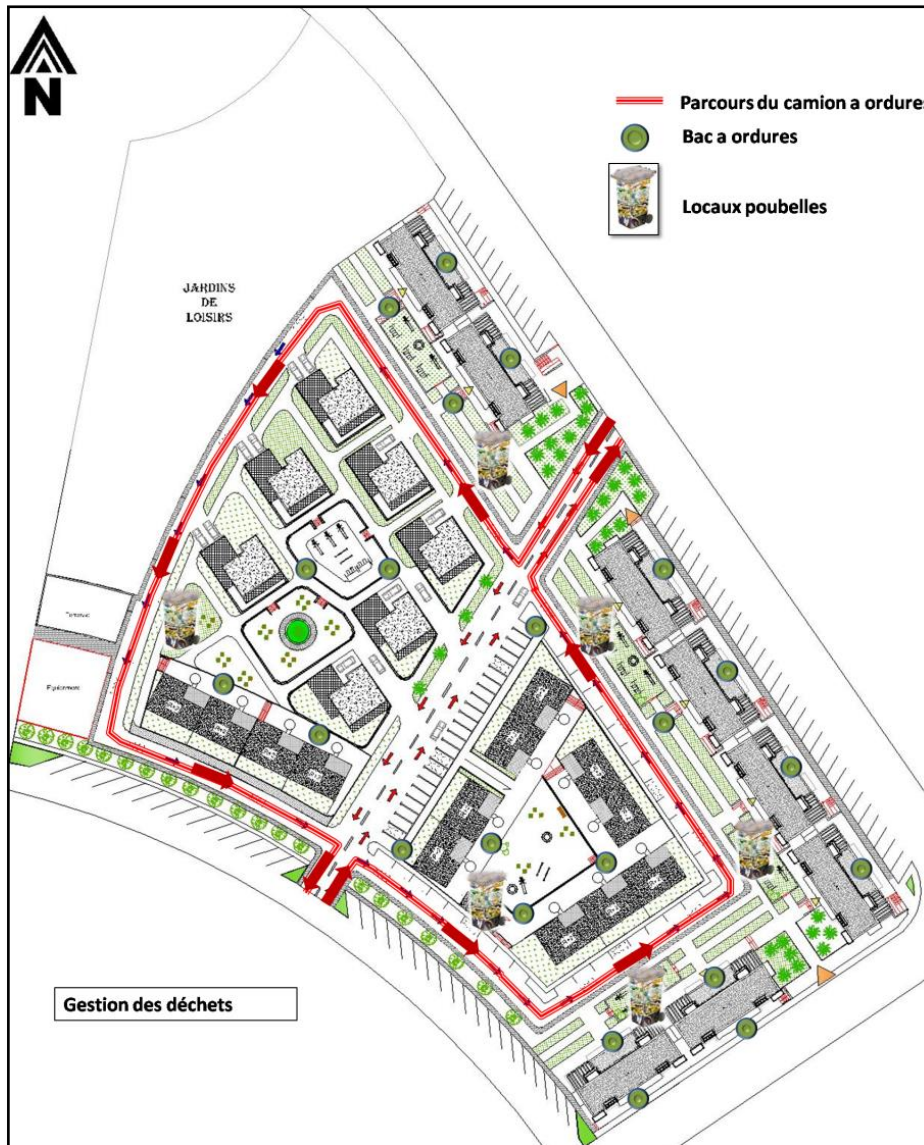 N
Parcours du camion a ordures
Bac a ordures
Locaux poubelles
JARDINS
DE
LOISIRS
Gestion des déchets